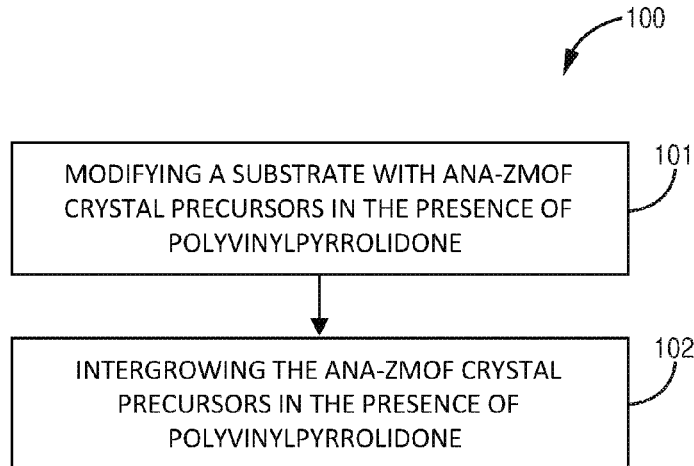 100
MODIFYING A SUBSTRATE WITH ANA-ZMOF
CRYSTAL PRECURSORS IN THE PRESENCE OF
POLYVINYLPYRROLIDONE
101
INTERGROWING THE ANA-ZMOF CRYSTAL
PRECURSORS IN THE PRESENCE OF
POLYVINYLPYRROLIDONE
102